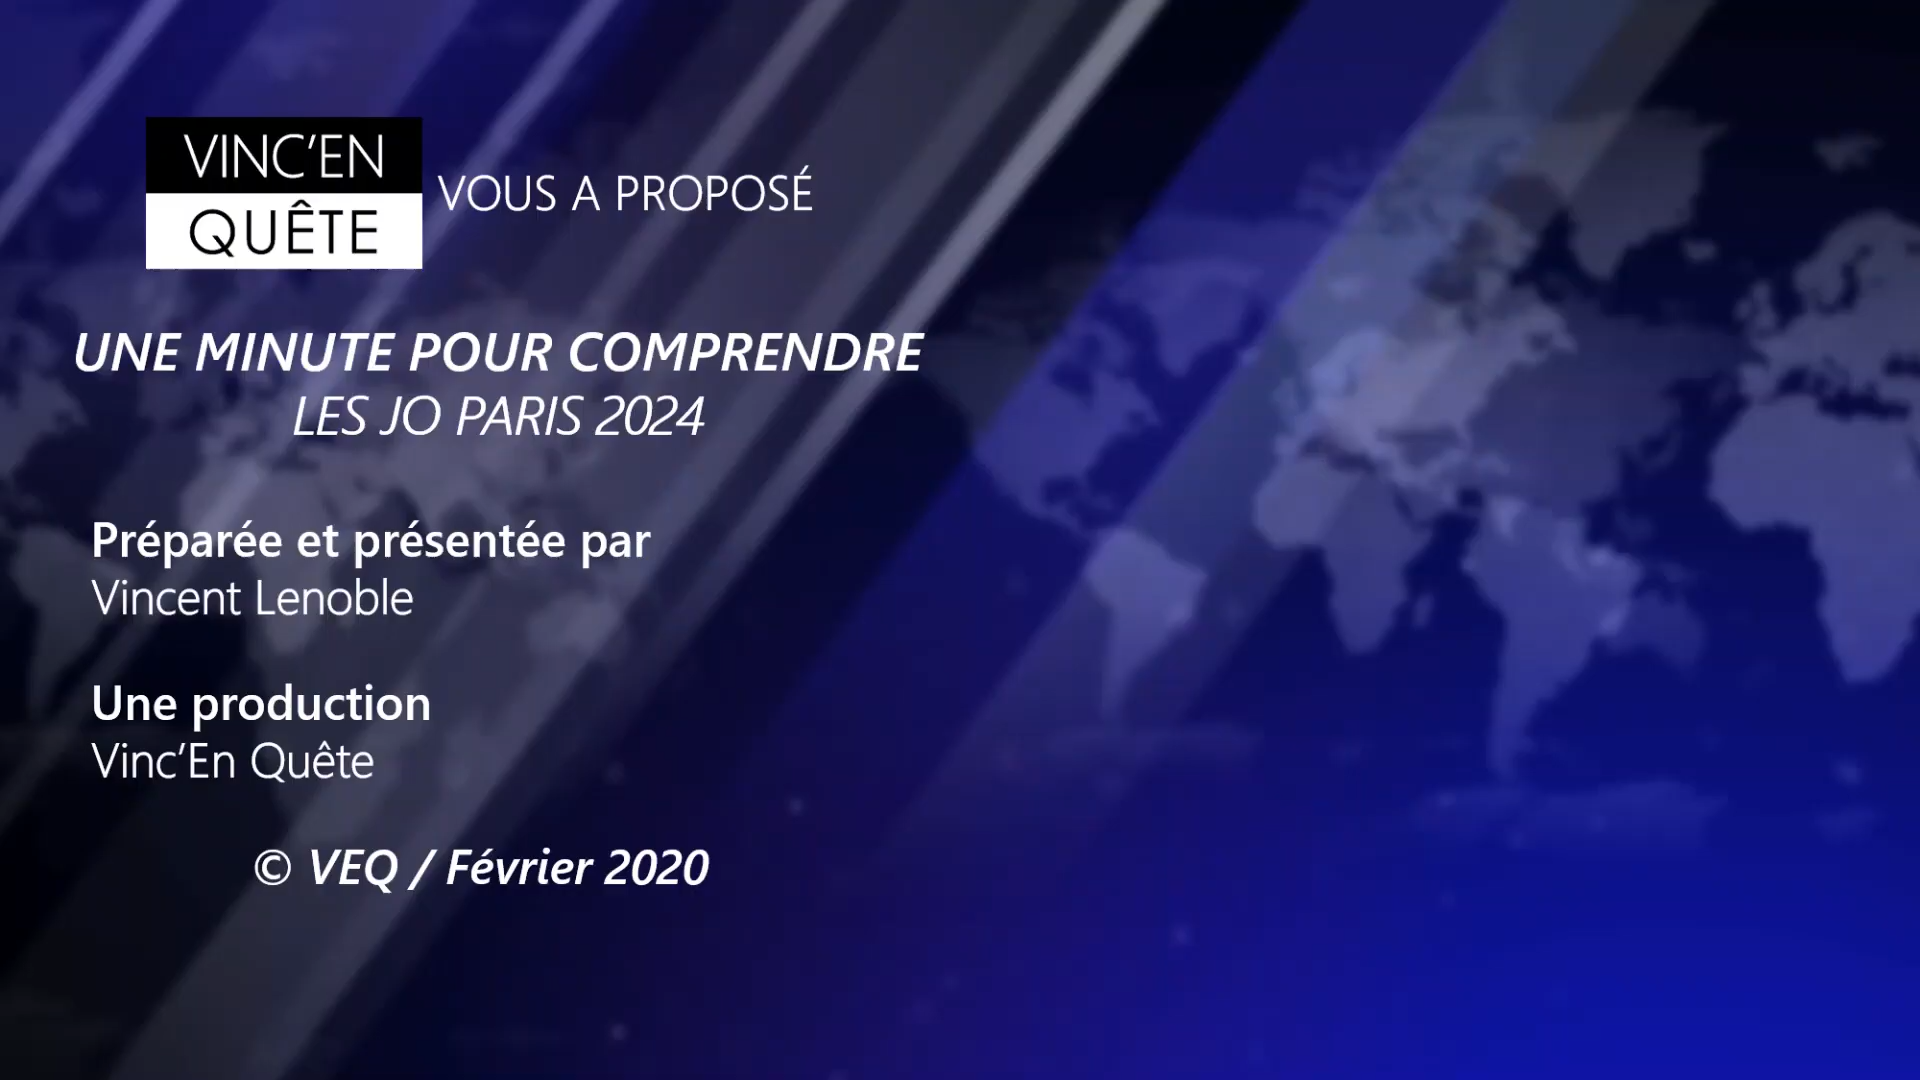 VINC'EN
QUÊTE
VOUS A PROPOSÉ
UNE MINUTE POUR COMPRENDRE
LES JO PARIS 2024
Préparée et présentée par
Vincent Lenoble
Une production
Vinc'En Quête
© VEQ / Février 2020